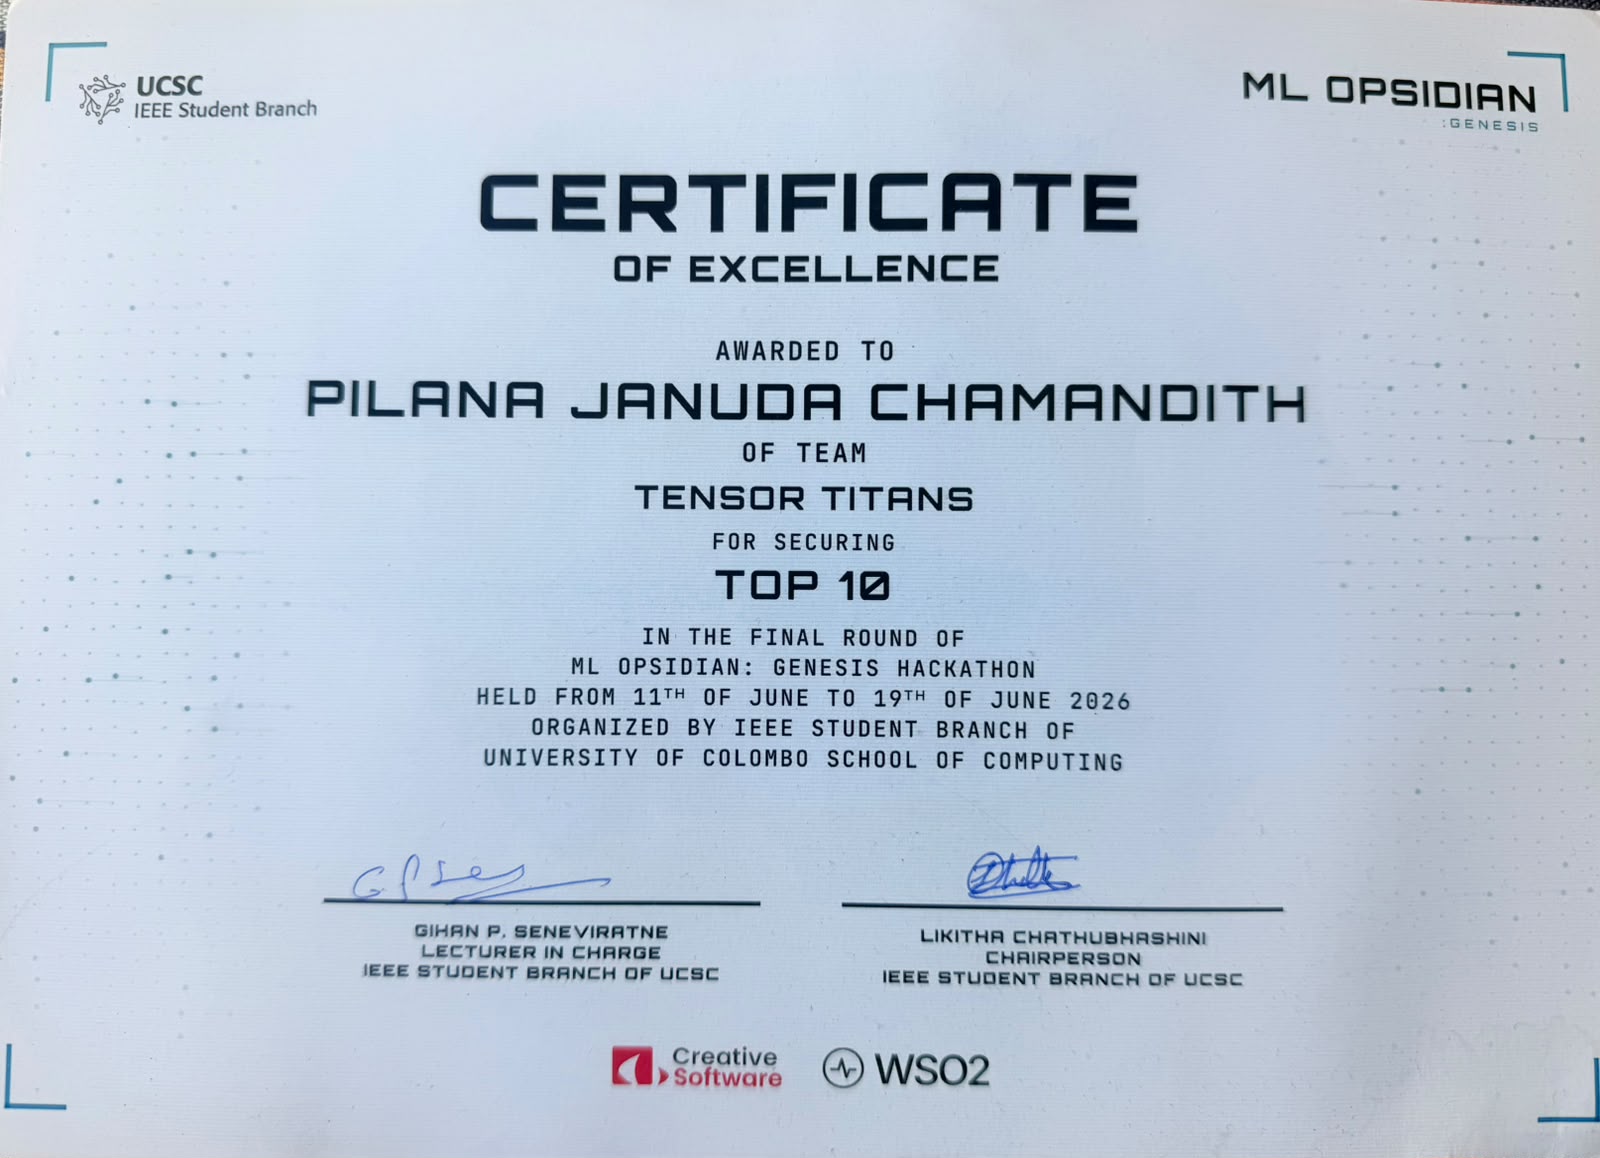 UCSC
IEEE Student Branch
ML OPSIDIAN
:GENESIS
CERTIFICATE
OF EXCELLENCE
AWARDED TO
PILANA JANUDA CHAMANDITH
OF TEAM
TENSOR TITANS
FOR SECURING
TOP 10
IN THE FINAL ROUND OF
ML OPSIDIAN: GENESIS HACKATHON
HELD FROM 11TH OF JUNE TO 19TH OF JUNE 2026
ORGANIZED BY IEEE STUDENT BRANCH OF
UNIVERSITY OF COLOMBO SCHOOL OF COMPUTING
GIHAN P. SENEVIRATNE
LECTURER IN CHARGE
IEEE STUDENT BRANCH OF UCSC
LIKITHA CHATHUBHASHINI
CHAIRPERSON
IEEE STUDENT BRANCH OF UCSC
Creative
Software
WSO2